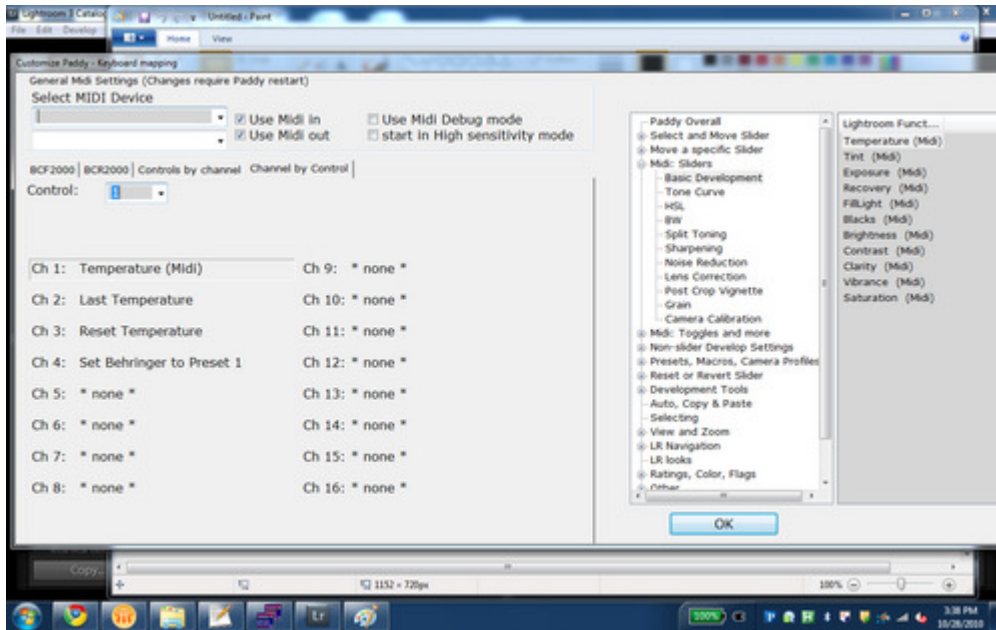 Lightroom 3 Catalog
Untitled - Paint
File Edit Develop
Home View
Customize Paddy - Keyboard mapping
General Midi Settings (Changes require Paddy restart)
Select MIDI Device
Use Midi in
Use Midi Debug mode
Use Midi out
start in High sensitivity mode
BCF2000 BCR2000 Controls by channel Channel by Control
Control: 1
Ch 1: Temperature (Midi)
Ch 2: Last Temperature
Ch 3: Reset Temperature
Ch 4: Set Behringer to Preset 1
Ch 5: * none *
Ch 6: * none *
Ch 7: * none *
Ch 8: * none *
Ch 9: * none *
Ch 10: * none *
Ch 11: * none *
Ch 12: * none *
Ch 13: * none *
Ch 14: * none *
Ch 15: * none *
Ch 16: * none *
Paddy Overall
Select and Move Slider
Move a specific Slider
Midi: Sliders
Basic Development
Tone Curve
HSL
BW
Split Toning
Sharpening
Noise Reduction
Lens Correction
Post Crop Vignette
Grain
Camera Calibration
Midi: Toggles and more
Non-slider Develop Settings
Presets, Macros, Camera Profiles
Reset or Revert Slider
Development Tools
Auto, Copy & Paste
Selecting
View and Zoom
LR Navigation
LR looks
Ratings, Color, Flags
Other
Lightroom Funct...
Temperature (Midi)
Tint (Midi)
Exposure (Midi)
Recovery (Midi)
FillLight (Midi)
Blacks (Midi)
Brightness (Midi)
Contrast (Midi)
Clarity (Midi)
Vibrance (Midi)
Saturation (Midi)
OK
Copy...
1152 × 720px
100%
Lr
100%
3:38 PM
10/28/2010